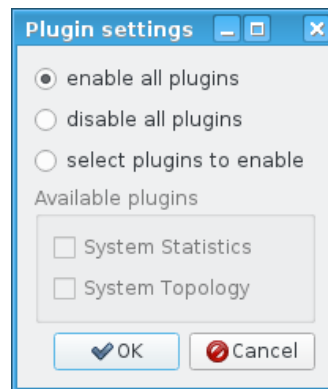 Plugin settings
enable all plugins
disable all plugins
select plugins to enable
Available plugins
System Statistics
System Topology
OK
Cancel